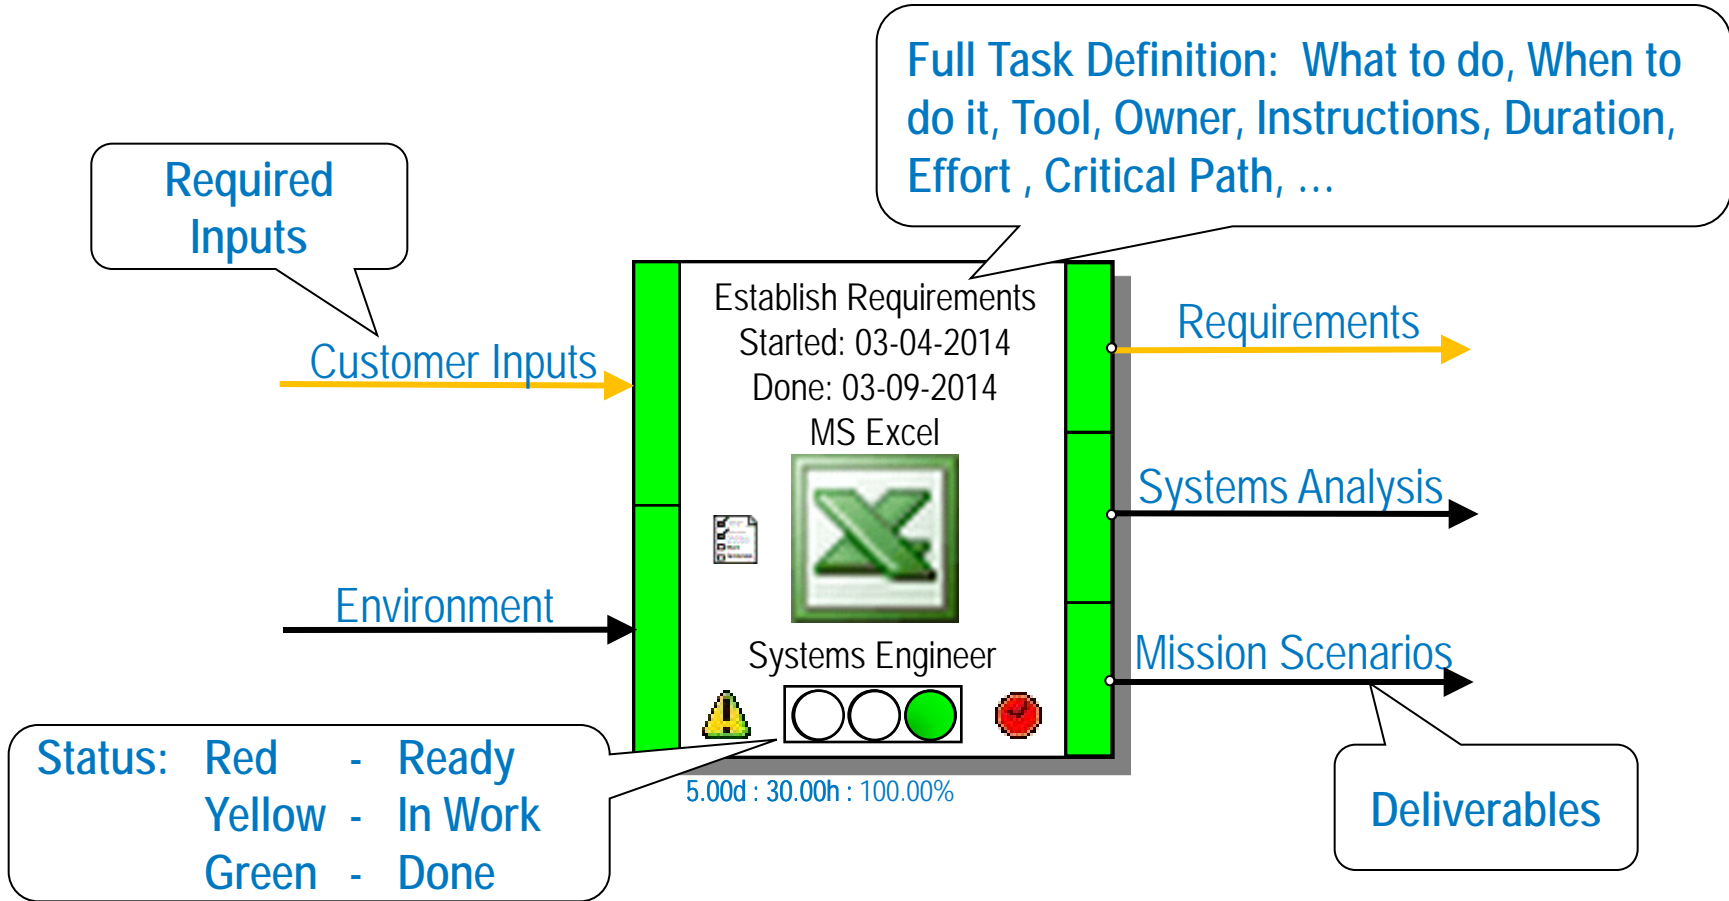 Full Task Definition: What to do, When to
do it, Tool, Owner, Instructions, Duration,
Effort , Critical Path, ...
Required
Inputs
Establish Requirements
Started: 03-04-2014
Done: 03-09-2014
MS Excel
Customer Inputs
Requirements
Systems Analysis
Environment
Systems Engineer
Mission Scenarios
Status: Red - Ready
Yellow - In Work
Green - Done
5.00d : 30.00h : 100.00%
Deliverables